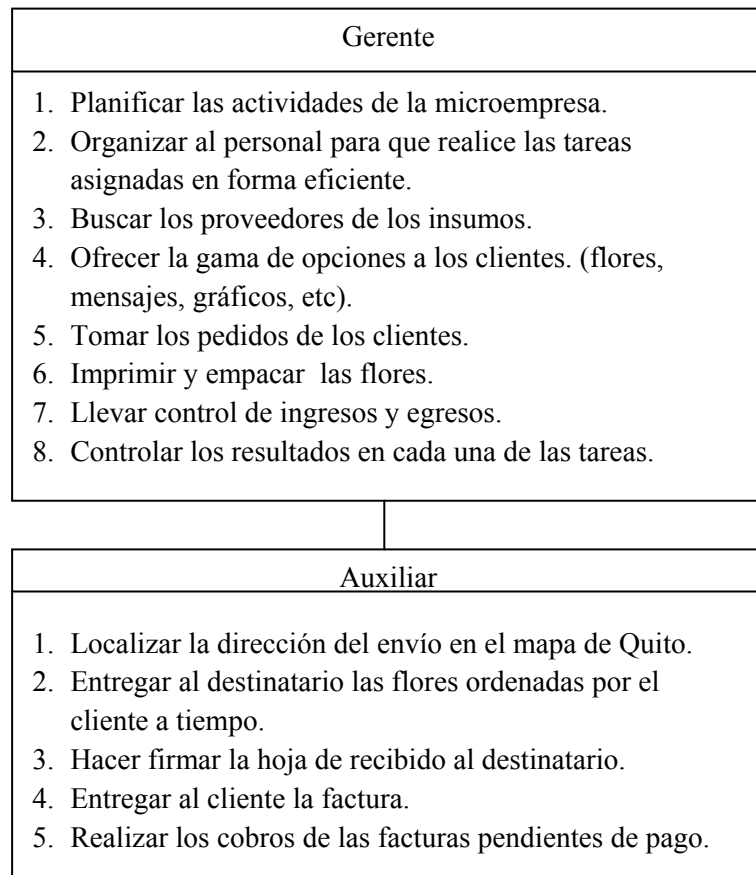 Gerente
1. Planificar las actividades de la microempresa.
2. Organizar al personal para que realice las tareas
asignadas en forma eficiente.
3. Buscar los proveedores de los insumos.
4. Ofrecer la gama de opciones a los clientes. (flores,
mensajes, gráficos, etc).
5. Tomar los pedidos de los clientes.
6. Imprimir y empacar  las flores.
7. Llevar control de ingresos y egresos.
8. Controlar los resultados en cada una de las tareas.
Auxiliar
1. Localizar la dirección del envío en el mapa de Quito.
2. Entregar al destinatario las flores ordenadas por el
cliente a tiempo.
3. Hacer firmar la hoja de recibido al destinatario.
4. Entregar al cliente la factura.
5. Realizar los cobros de las facturas pendientes de pago.